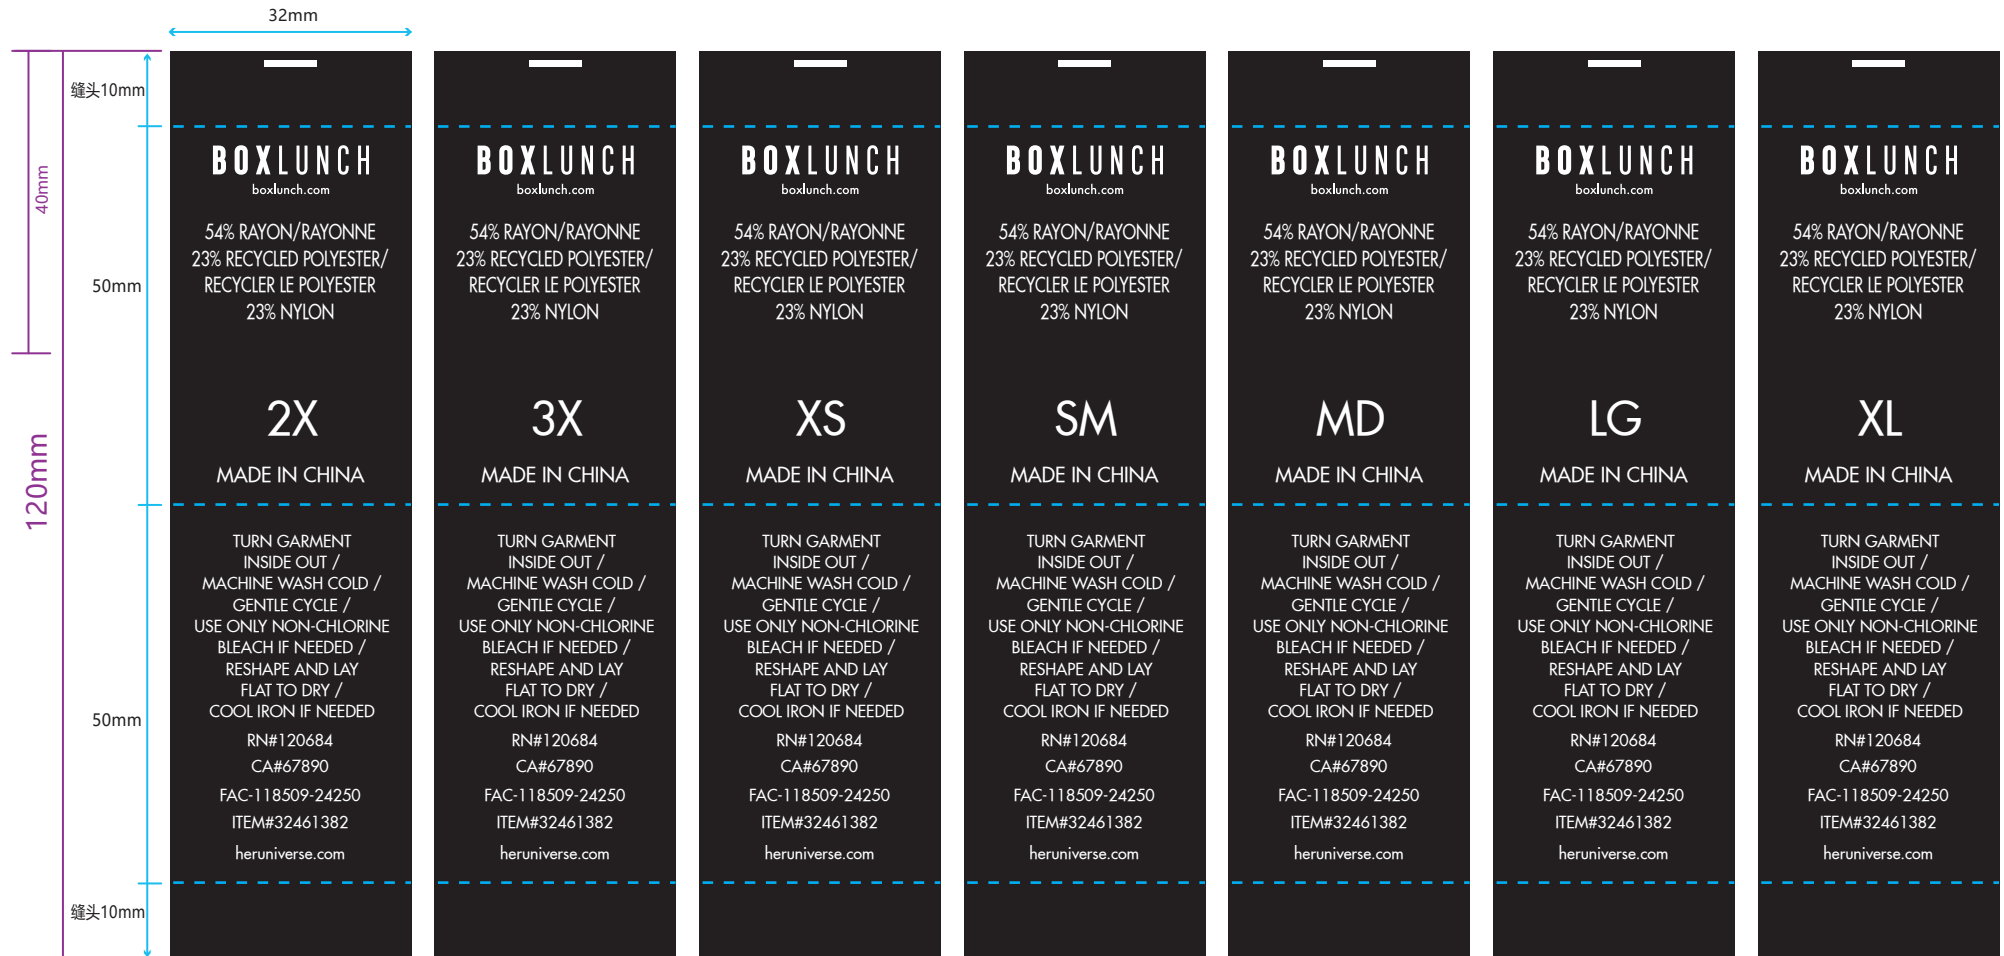 32mm
缝头10mm
40mm
50mm
120mm
50mm
缝头10mm
BOXLUNCH
boxlunch.com
54% RAYON/RAYONNE
23% RECYCLED POLYESTER/
RECYCLER LE POLYESTER
23% NYLON
2X
MADE IN CHINA
TURN GARMENT
INSIDE OUT /
MACHINE WASH COLD /
GENTLE CYCLE /
USE ONLY NON-CHLORINE
BLEACH IF NEEDED /
RESHAPE AND LAY
FLAT TO DRY /
COOL IRON IF NEEDED
RN#120684
CA#67890
FAC-118509-24250
ITEM#32461382
heruniverse.com
BOXLUNCH
boxlunch.com
54% RAYON/RAYONNE
23% RECYCLED POLYESTER/
RECYCLER LE POLYESTER
23% NYLON
3X
MADE IN CHINA
TURN GARMENT
INSIDE OUT /
MACHINE WASH COLD /
GENTLE CYCLE /
USE ONLY NON-CHLORINE
BLEACH IF NEEDED /
RESHAPE AND LAY
FLAT TO DRY /
COOL IRON IF NEEDED
RN#120684
CA#67890
FAC-118509-24250
ITEM#32461382
heruniverse.com
BOXLUNCH
boxlunch.com
54% RAYON/RAYONNE
23% RECYCLED POLYESTER/
RECYCLER LE POLYESTER
23% NYLON
XS
MADE IN CHINA
TURN GARMENT
INSIDE OUT /
MACHINE WASH COLD /
GENTLE CYCLE /
USE ONLY NON-CHLORINE
BLEACH IF NEEDED /
RESHAPE AND LAY
FLAT TO DRY /
COOL IRON IF NEEDED
RN#120684
CA#67890
FAC-118509-24250
ITEM#32461382
heruniverse.com
BOXLUNCH
boxlunch.com
54% RAYON/RAYONNE
23% RECYCLED POLYESTER/
RECYCLER LE POLYESTER
23% NYLON
SM
MADE IN CHINA
TURN GARMENT
INSIDE OUT /
MACHINE WASH COLD /
GENTLE CYCLE /
USE ONLY NON-CHLORINE
BLEACH IF NEEDED /
RESHAPE AND LAY
FLAT TO DRY /
COOL IRON IF NEEDED
RN#120684
CA#67890
FAC-118509-24250
ITEM#32461382
heruniverse.com
BOXLUNCH
boxlunch.com
54% RAYON/RAYONNE
23% RECYCLED POLYESTER/
RECYCLER LE POLYESTER
23% NYLON
MD
MADE IN CHINA
TURN GARMENT
INSIDE OUT /
MACHINE WASH COLD /
GENTLE CYCLE /
USE ONLY NON-CHLORINE
BLEACH IF NEEDED /
RESHAPE AND LAY
FLAT TO DRY /
COOL IRON IF NEEDED
RN#120684
CA#67890
FAC-118509-24250
ITEM#32461382
heruniverse.com
BOXLUNCH
boxlunch.com
54% RAYON/RAYONNE
23% RECYCLED POLYESTER/
RECYCLER LE POLYESTER
23% NYLON
LG
MADE IN CHINA
TURN GARMENT
INSIDE OUT /
MACHINE WASH COLD /
GENTLE CYCLE /
USE ONLY NON-CHLORINE
BLEACH IF NEEDED /
RESHAPE AND LAY
FLAT TO DRY /
COOL IRON IF NEEDED
RN#120684
CA#67890
FAC-118509-24250
ITEM#32461382
heruniverse.com
BOXLUNCH
boxlunch.com
54% RAYON/RAYONNE
23% RECYCLED POLYESTER/
RECYCLER LE POLYESTER
23% NYLON
XL
MADE IN CHINA
TURN GARMENT
INSIDE OUT /
MACHINE WASH COLD /
GENTLE CYCLE /
USE ONLY NON-CHLORINE
BLEACH IF NEEDED /
RESHAPE AND LAY
FLAT TO DRY /
COOL IRON IF NEEDED
RN#120684
CA#67890
FAC-118509-24250
ITEM#32461382
heruniverse.com